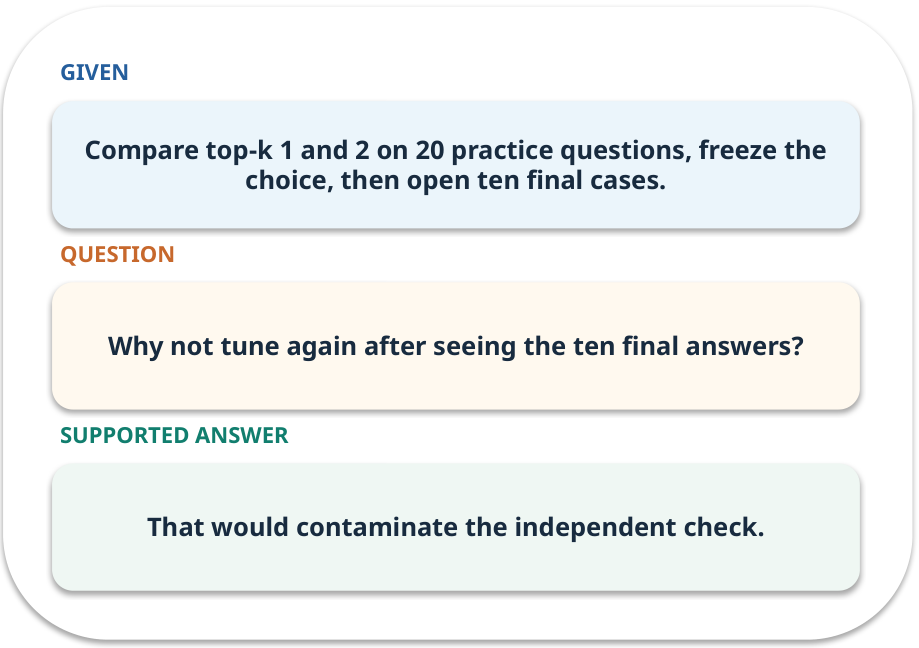 GIVEN
Compare top-k 1 and 2 on 20 practice questions, freeze the
choice, then open ten final cases.
QUESTION
Why not tune again after seeing the ten final answers?
SUPPORTED ANSWER
That would contaminate the independent check.